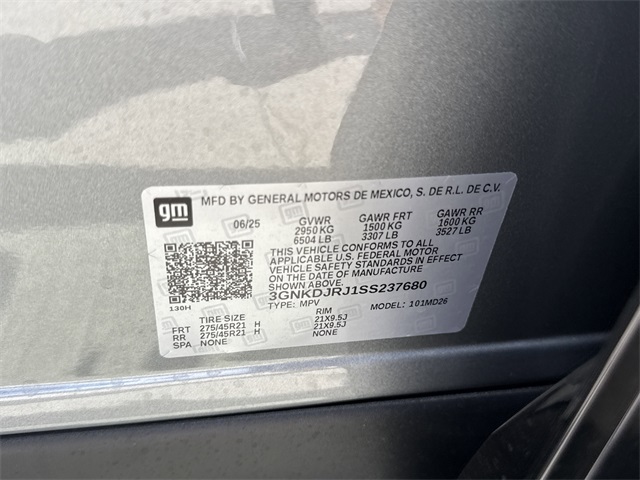 gm
MFD BY GENERAL MOTORS DE MEXICO, S. DE R.L. DE C.V.
06/25 GVWR GAWR FRT GAWR RR
2950 KG 1500 KG 1600 KG
6504 LB 3307 LB 3527 LB
THIS VEHICLE CONFORMS TO ALL
APPLICABLE U.S. FEDERAL MOTOR
VEHICLE SAFETY STANDARDS IN EFFECT
ON THE DATE OF MANUFACTURE
SHOWN ABOVE.
3GNKDJRJ1SS237680
130H TYPE: MPV MODEL: 101MD26
TIRE SIZE RIM
FRT 275/45R21 H 21X9.5J
RR 275/45R21 H 21X9.5J
SPA NONE NONE